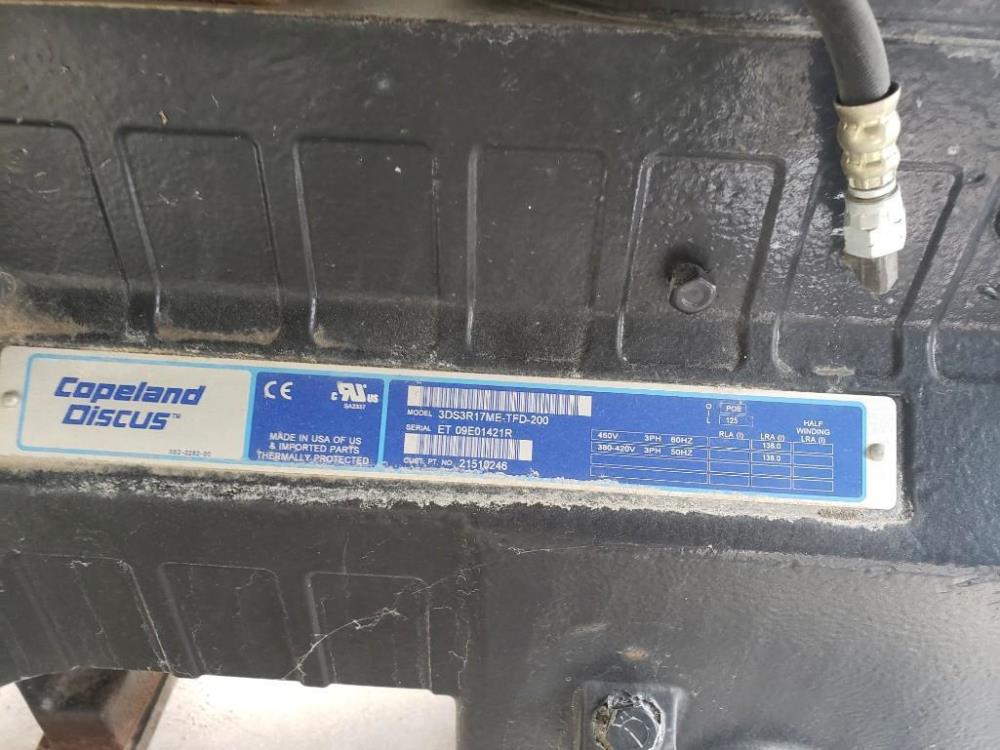 Copeland
Discus™
CE
C UL US
SA2337
MADE IN USA OF US
& IMPORTED PARTS
THERMALLY PROTECTED
MODEL 3DS3R17ME-TFD-200
SERIAL ET 09E01421R
CUST. PT. NO. 21510246
O
I
L
POE
125
HALF
WINDING
RLA (I) LRA (I) LRA (I)
460V 3PH 60HZ 138.0
380-420V 3PH 50HZ 138.0